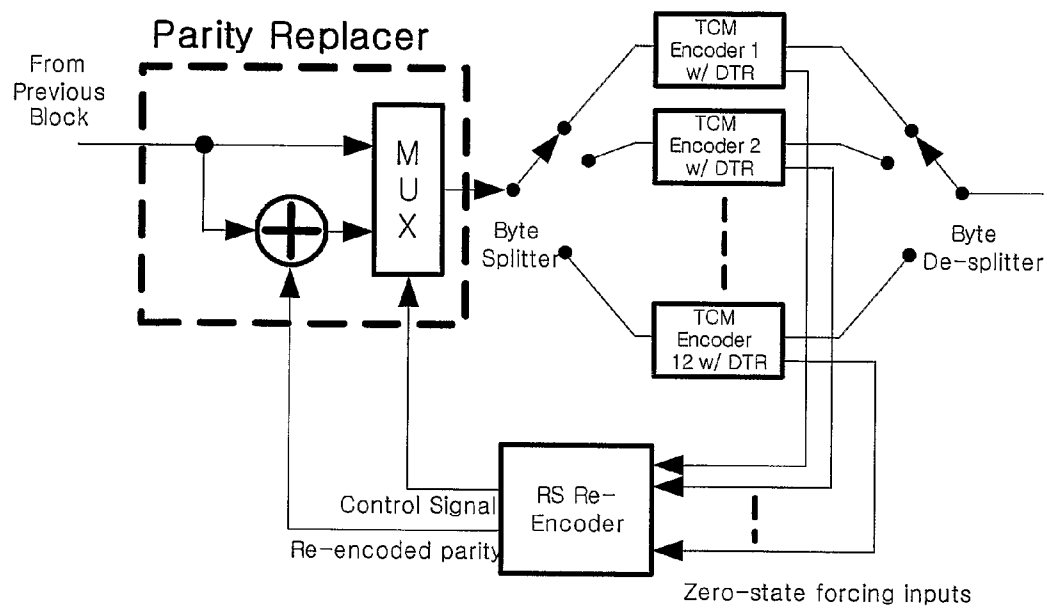 Parity Replacer
From
Previous
Block
M
U
X
Byte
Splitter
TCM
Encoder 1
w/ DTR
TCM
Encoder 2
w/ DTR
TCM
Encoder
12 w/ DTR
Byte
De-splitter
Control Signal
Re-encoded parity
RS Re-
Encoder
Zero-state forcing inputs